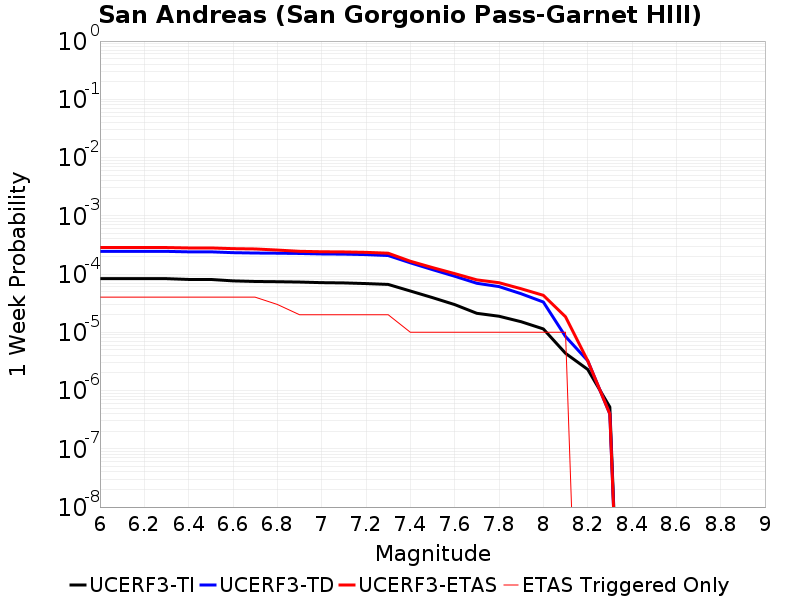 San Andreas (San Gorgonio Pass-Garnet HIll)
10^0
10^-1
10^-2
10^-3
10^-4
10^-5
10^-6
10^-7
10^-8
1 Week Probability
6 6.2 6.4 6.6 6.8 7 7.2 7.4 7.6 7.8 8 8.2 8.4 8.6 8.8 9
Magnitude
UCERF3-TI UCERF3-TD UCERF3-ETAS ETAS Triggered Only